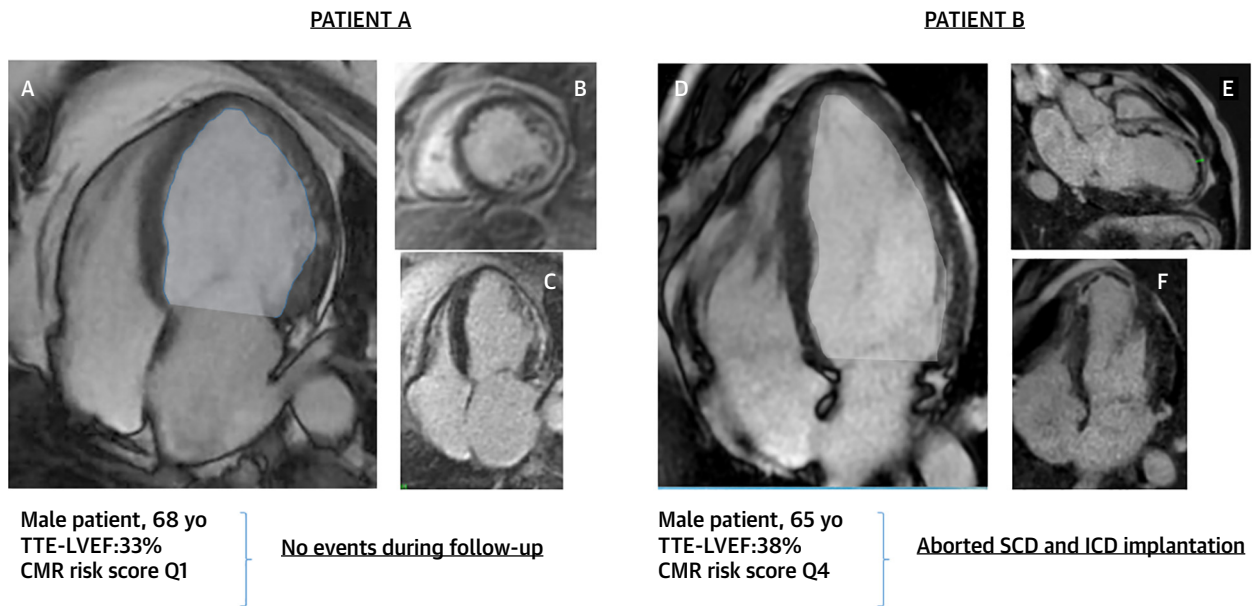 PATIENT A
PATIENT B
A
B
C
D
E
F
Male patient, 68 yo
TTE-LVEF:33%
CMR risk score Q1
No events during follow-up
Male patient, 65 yo
TTE-LVEF:38%
CMR risk score Q4
Aborted SCD and ICD implantation